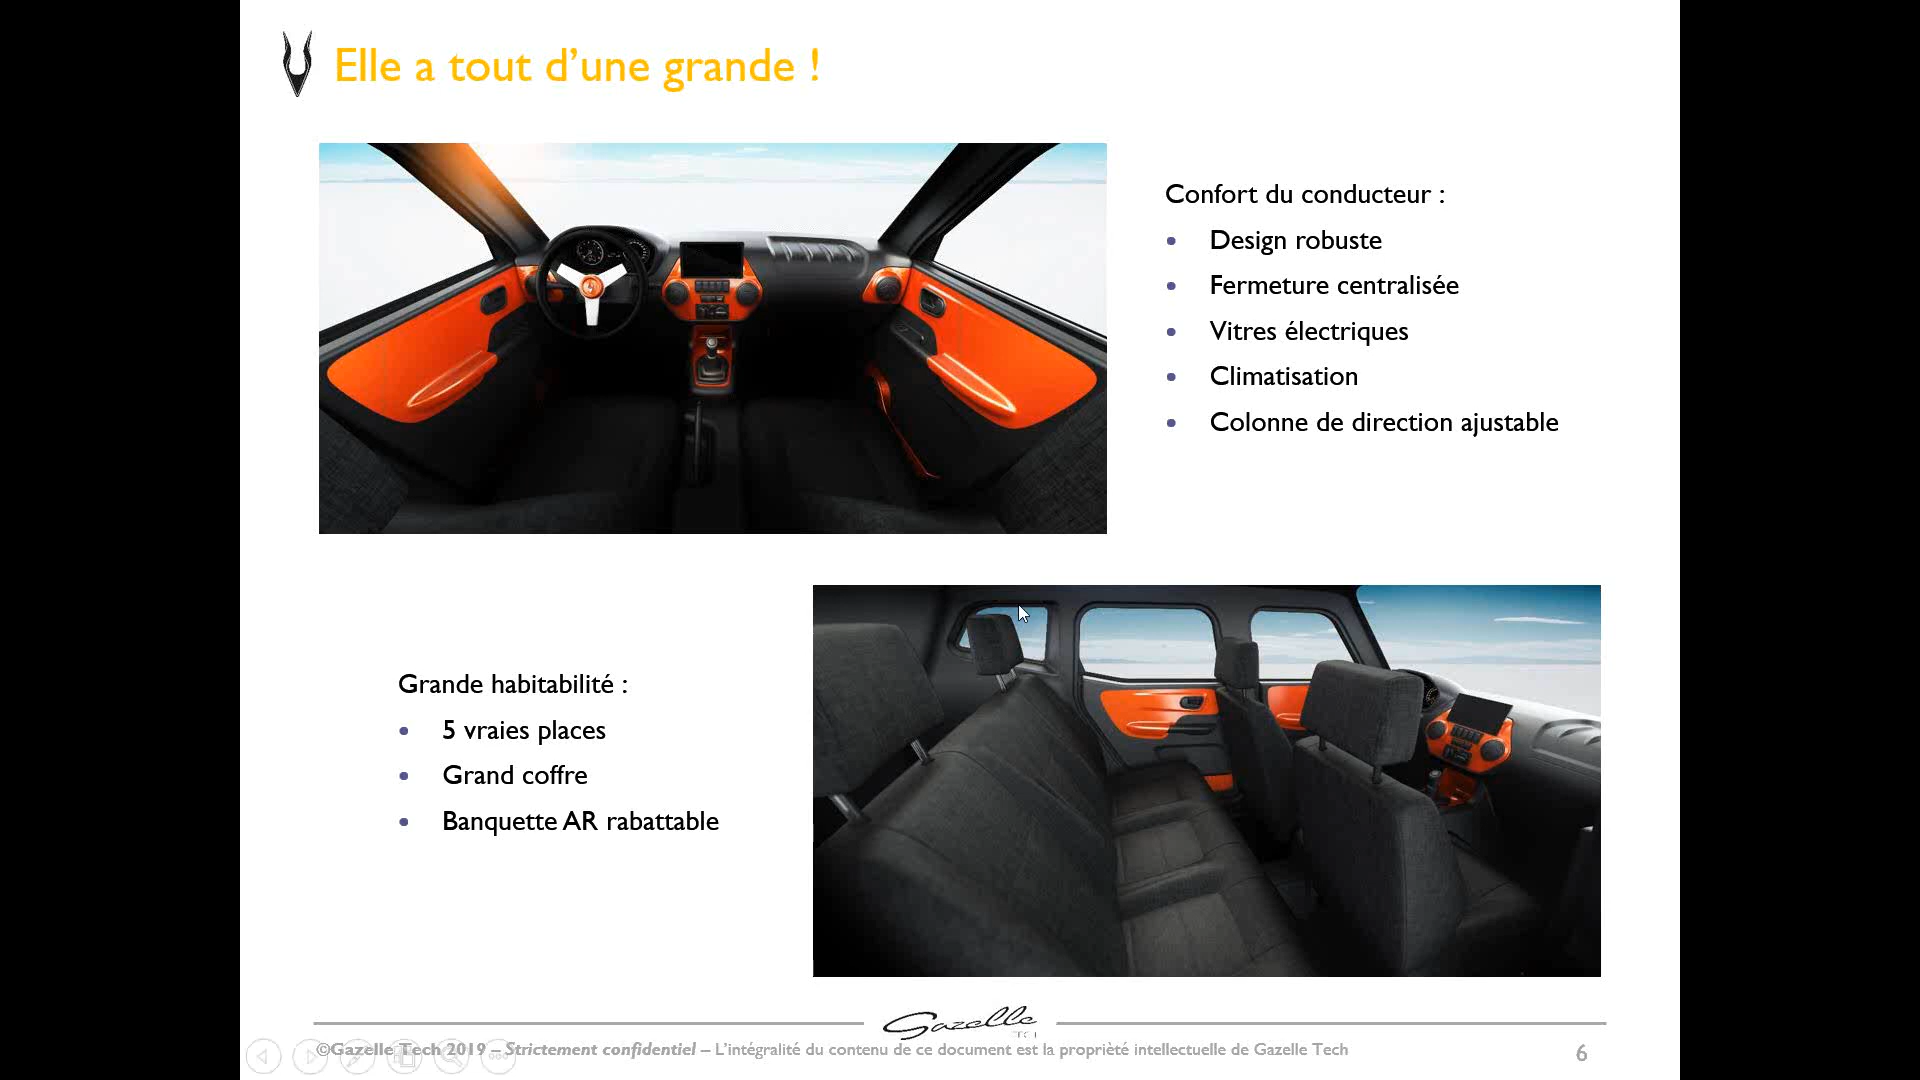 Elle a tout d’une grande !
Confort du conducteur :
• Design robuste
• Fermeture centralisée
• Vitres électriques
• Climatisation
• Colonne de direction ajustable
Grande habitabilité :
• 5 vraies places
• Grand coffre
• Banquette AR rabattable
Gazelle
TECH
©Gazelle Tech 2019 – Strictement confidentiel – L’intégralité du contenu de ce document est la proprièté intellectuelle de Gazelle Tech
6